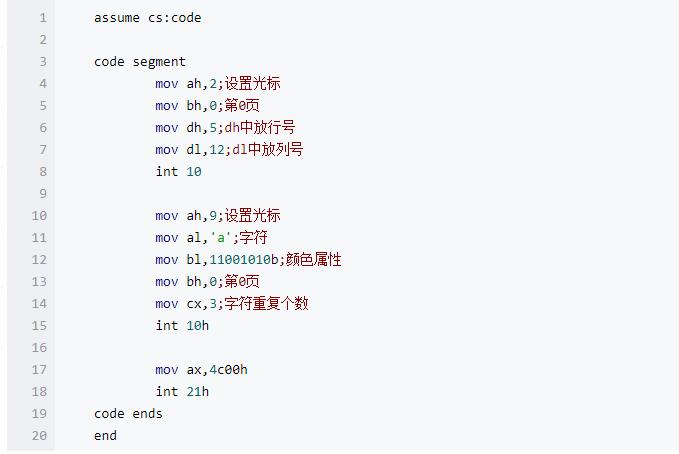 1 assume cs:code
2
3 code segment
4 mov ah,2;设置光标
5 mov bh,0;第0页
6 mov dh,5;dh中放行号
7 mov dl,12;dl中放列号
8 int 10
9
10 mov ah,9;设置光标
11 mov al,'a';字符
12 mov bl,11001010b;颜色属性
13 mov bh,0;第0页
14 mov cx,3;字符重复个数
15 int 10h
16
17 mov ax,4c00h
18 int 21h
19 code ends
20 end